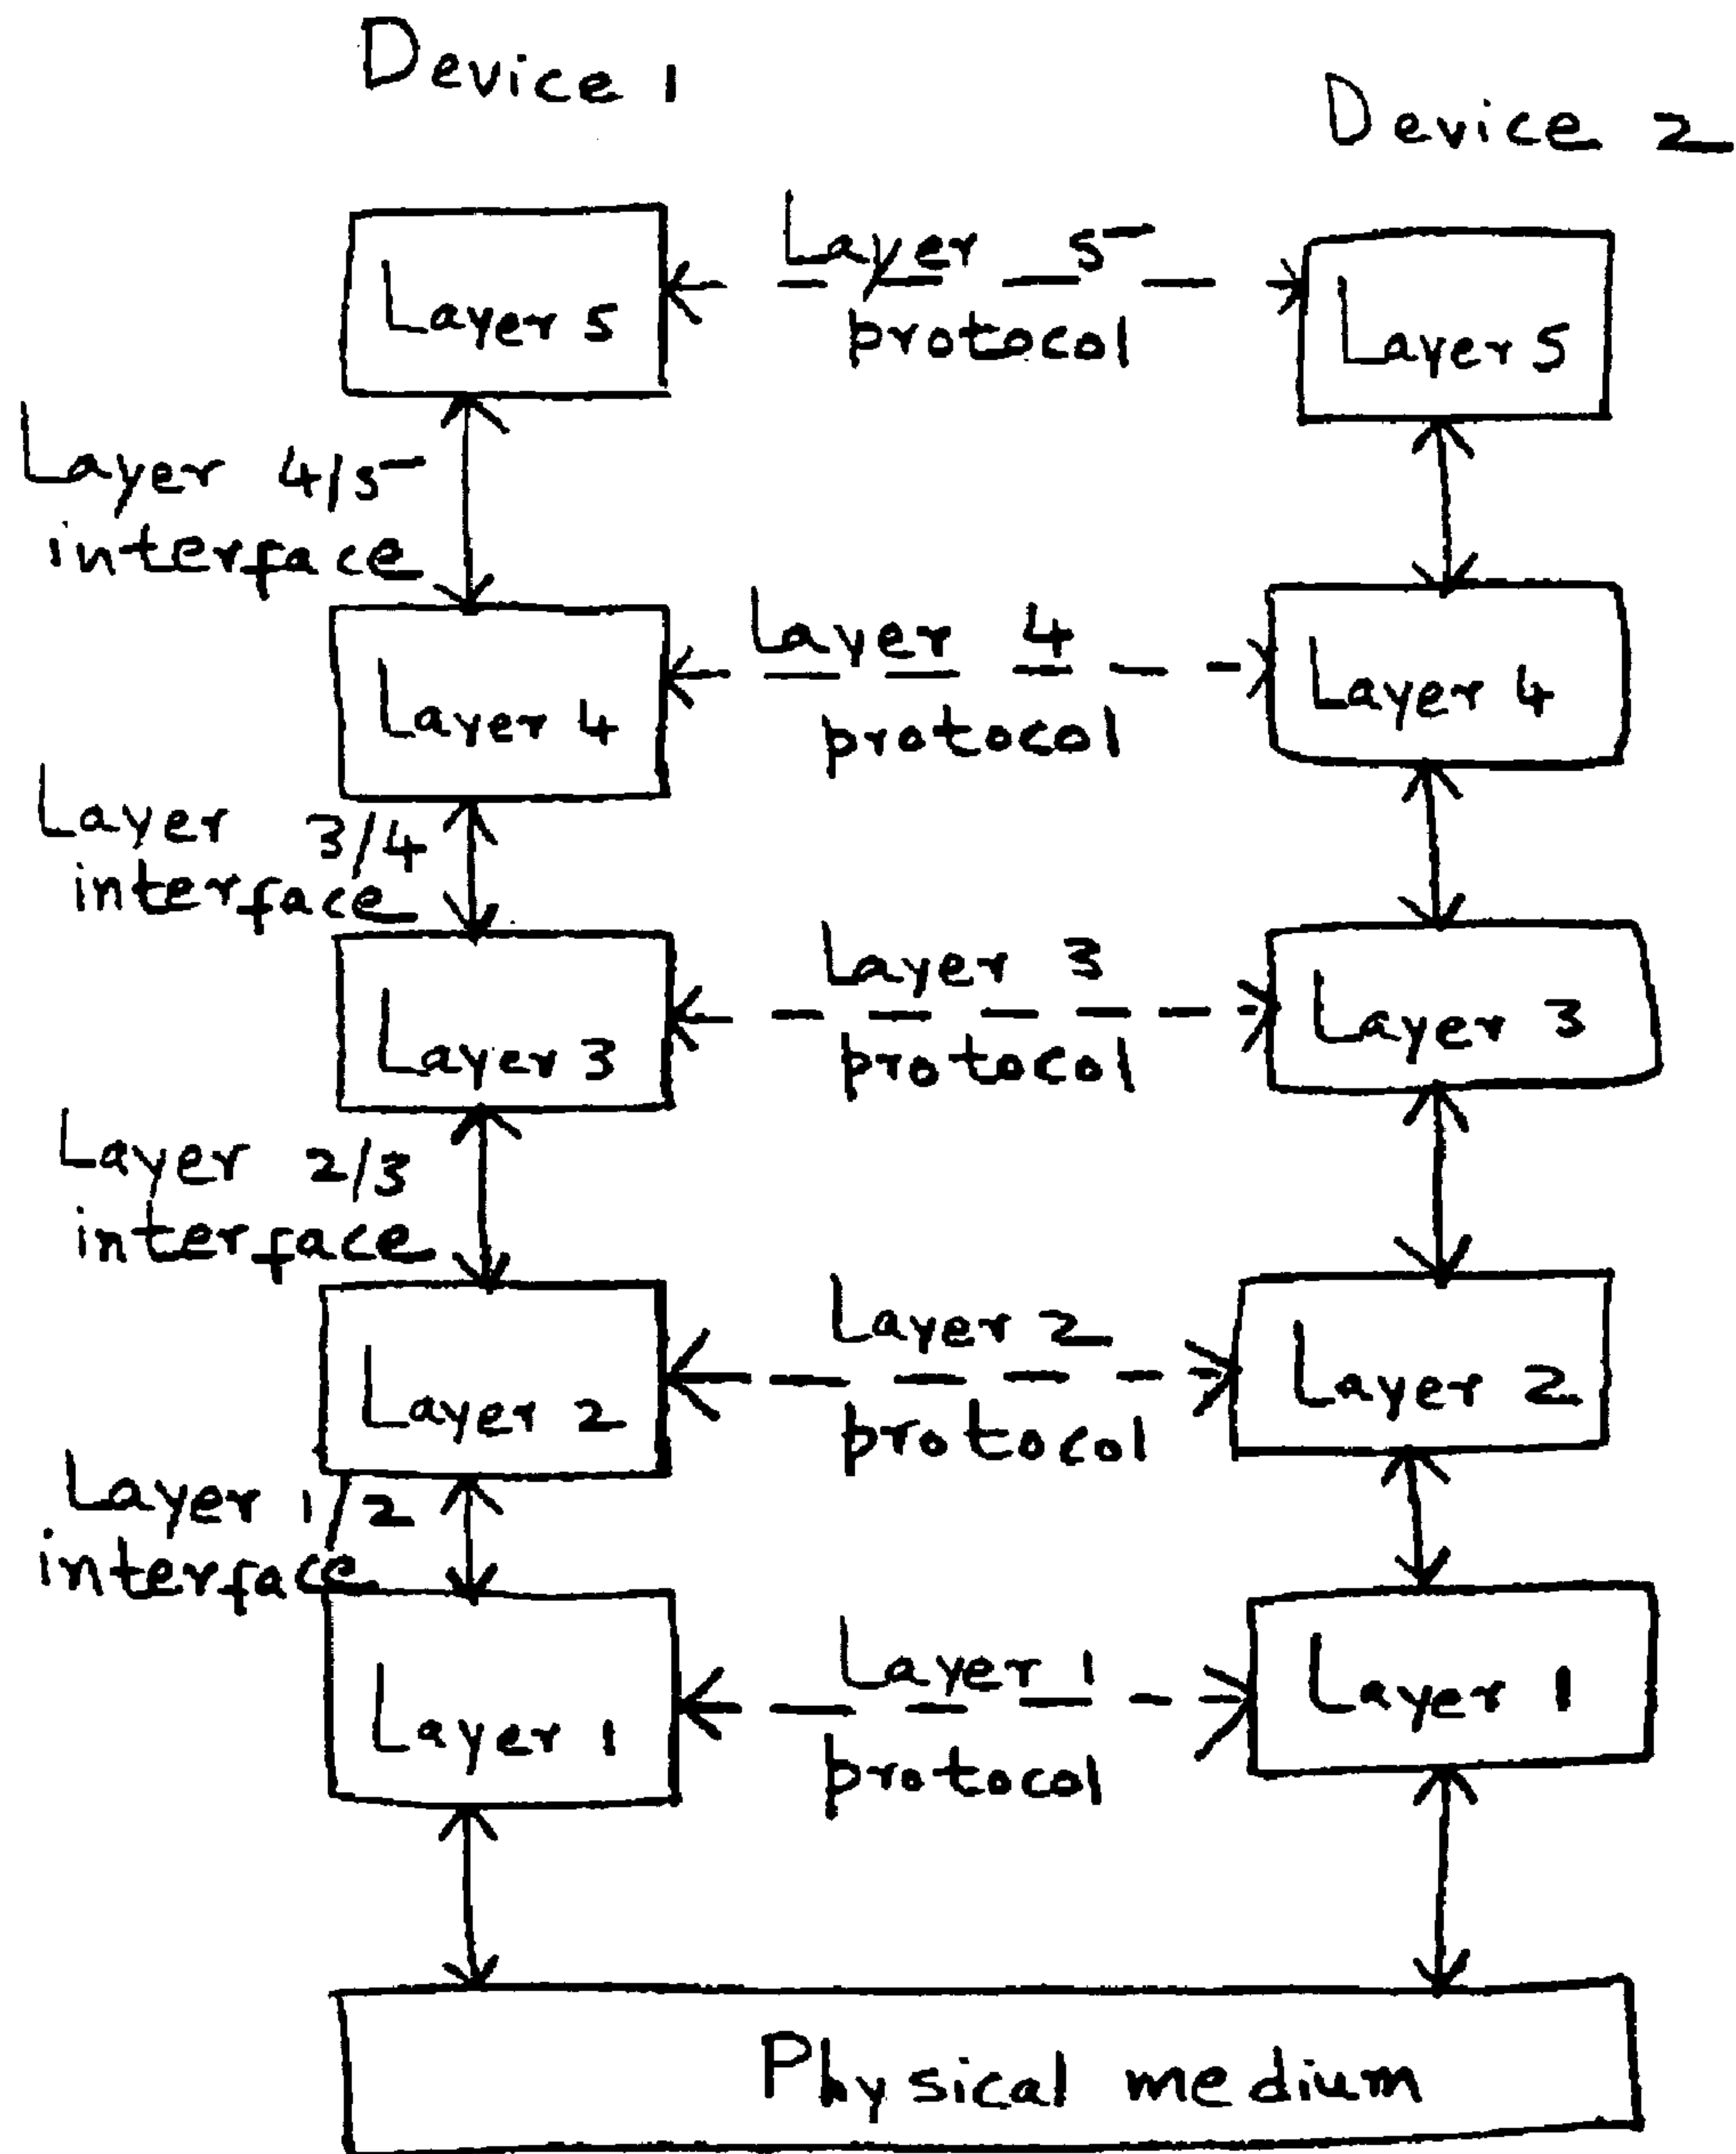 Device 1
Device 2
Layer 5
protocol
Layer 5
Layer 5
Layer 4/5
interface
Layer 4
protocol
Layer 4
Layer 4
Layer 3/4
interface
Layer 3
protocol
Layer 3
Layer 3
Layer 2/3
interface
Layer 2
protocol
Layer 2
Layer 2
Layer 1/2
interface
Layer 1
protocol
Layer 1
Layer 1
Physical medium